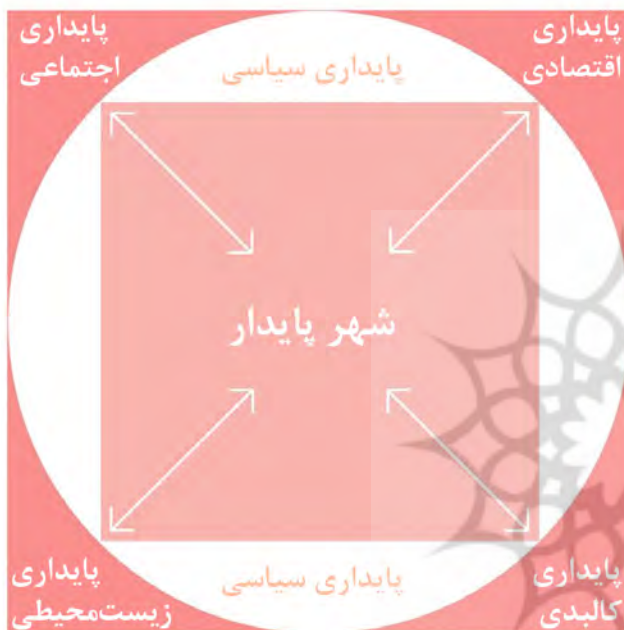 پایداری
اقتصادی
پایداری سیاسی
پایداری
اجتماعی
شهر پایدار
پایداری
کالبدی
پایداری سیاسی
پایداری
زیست‌محیطی